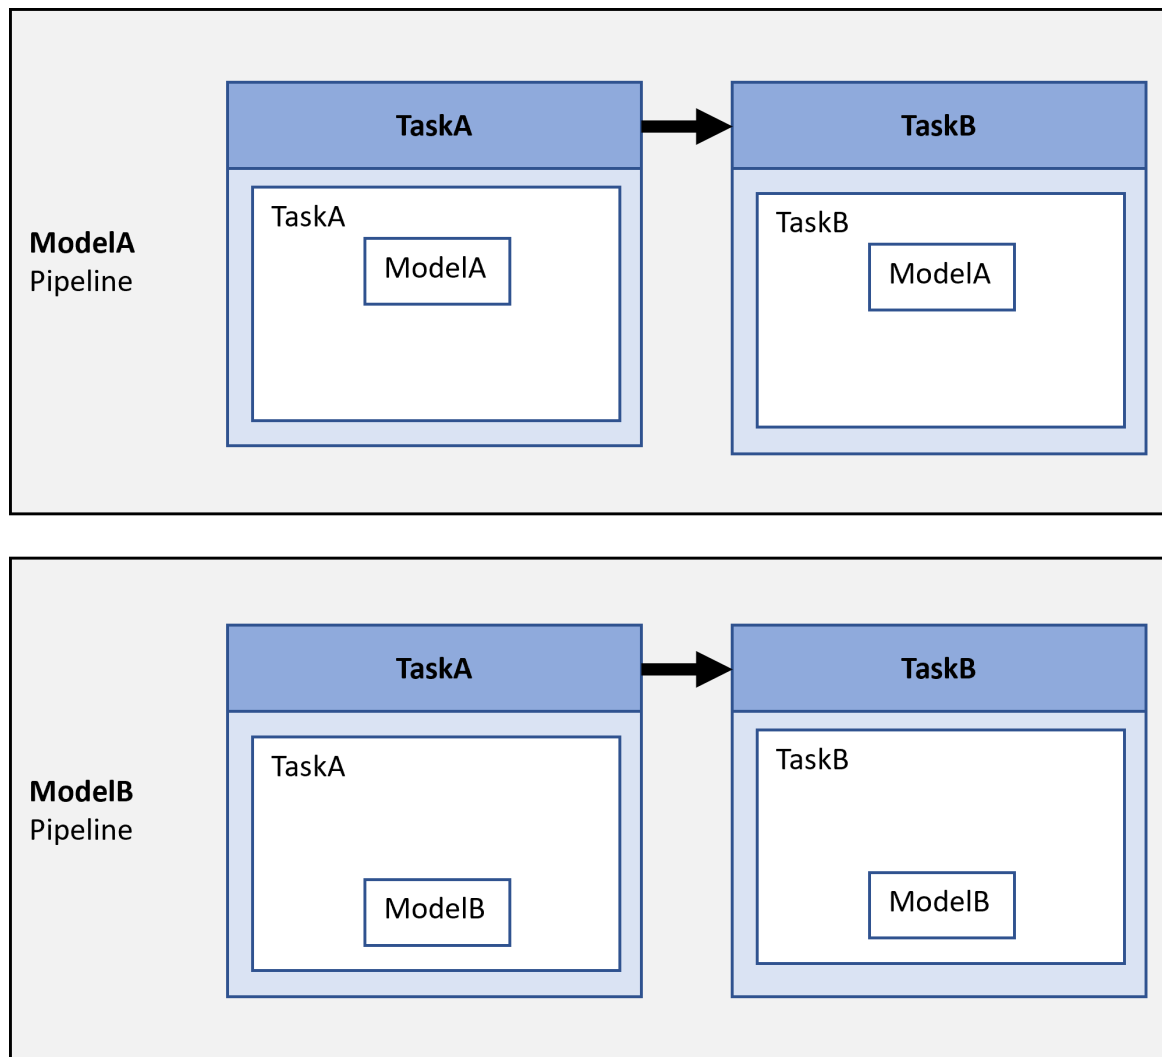 TaskA
TaskB
TaskA
TaskB
ModelA
ModelA
ModelA
Pipeline
TaskA
TaskB
TaskA
TaskB
ModelB
Pipeline
ModelB
ModelB